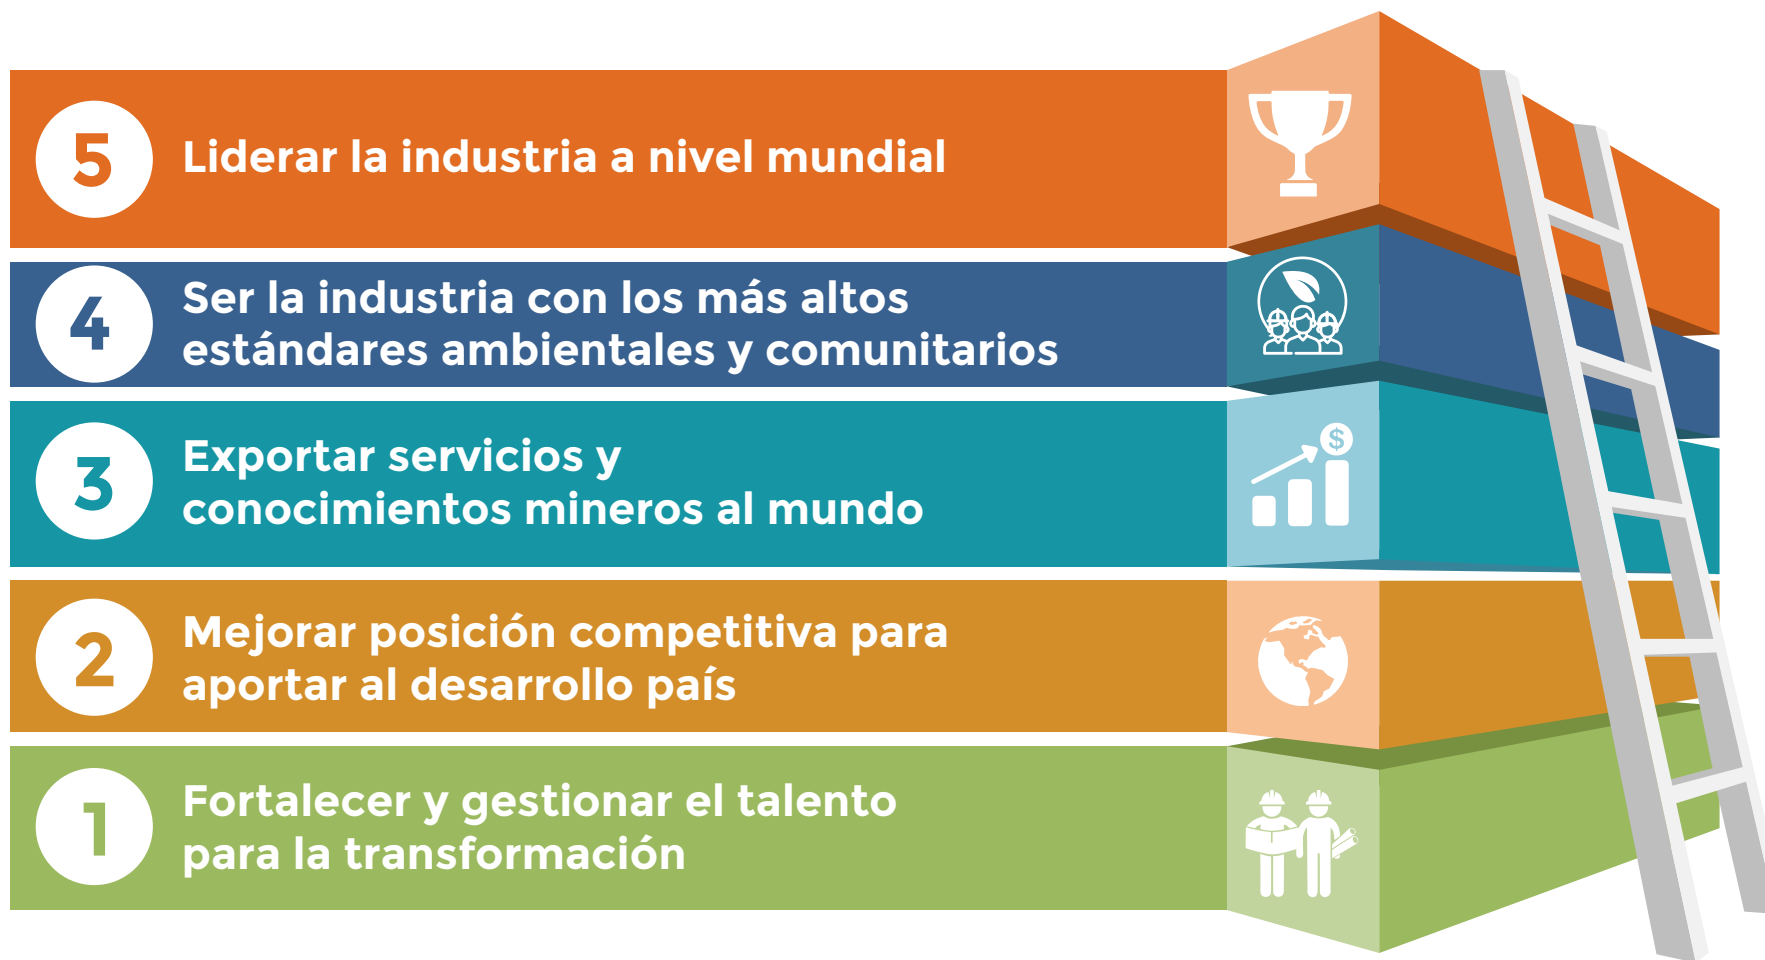 5
Liderar la industria a nivel mundial
4
Ser la industria con los más altos
estándares ambientales y comunitarios
3
Exportar servicios y
conocimientos mineros al mundo
$
2
Mejorar posición competitiva para
aportar al desarrollo país
1
Fortalecer y gestionar el talento
para la transformación